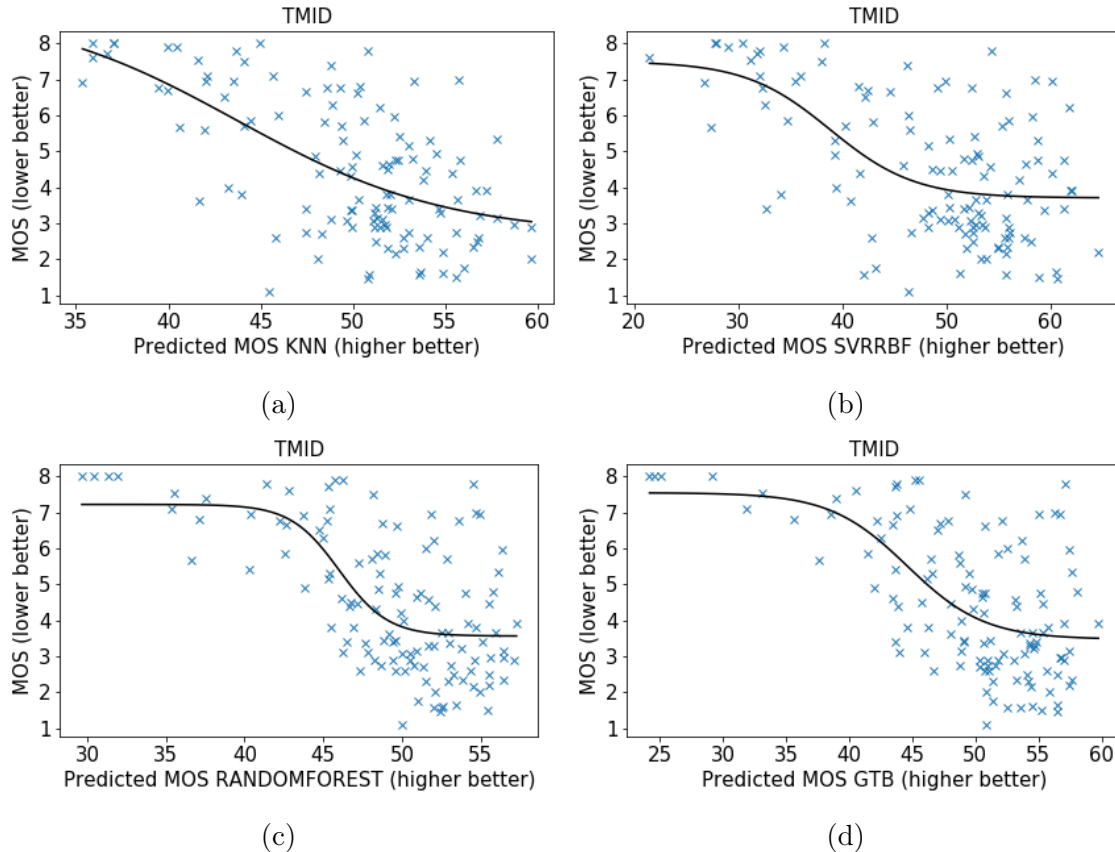 TMID
8
7
6
5
4
3
2
1
MOS (lower better)
35 40 45 50 55 60
Predicted MOS KNN (higher better)
(a)
TMID
8
7
6
5
4
3
2
1
MOS (lower better)
20 30 40 50 60
Predicted MOS SVRRBF (higher better)
(b)
TMID
8
7
6
5
4
3
2
1
MOS (lower better)
30 35 40 45 50 55
Predicted MOS RANDOMFOREST (higher better)
(c)
TMID
8
7
6
5
4
3
2
1
MOS (lower better)
25 30 35 40 45 50 55 60
Predicted MOS GTB (higher better)
(d)